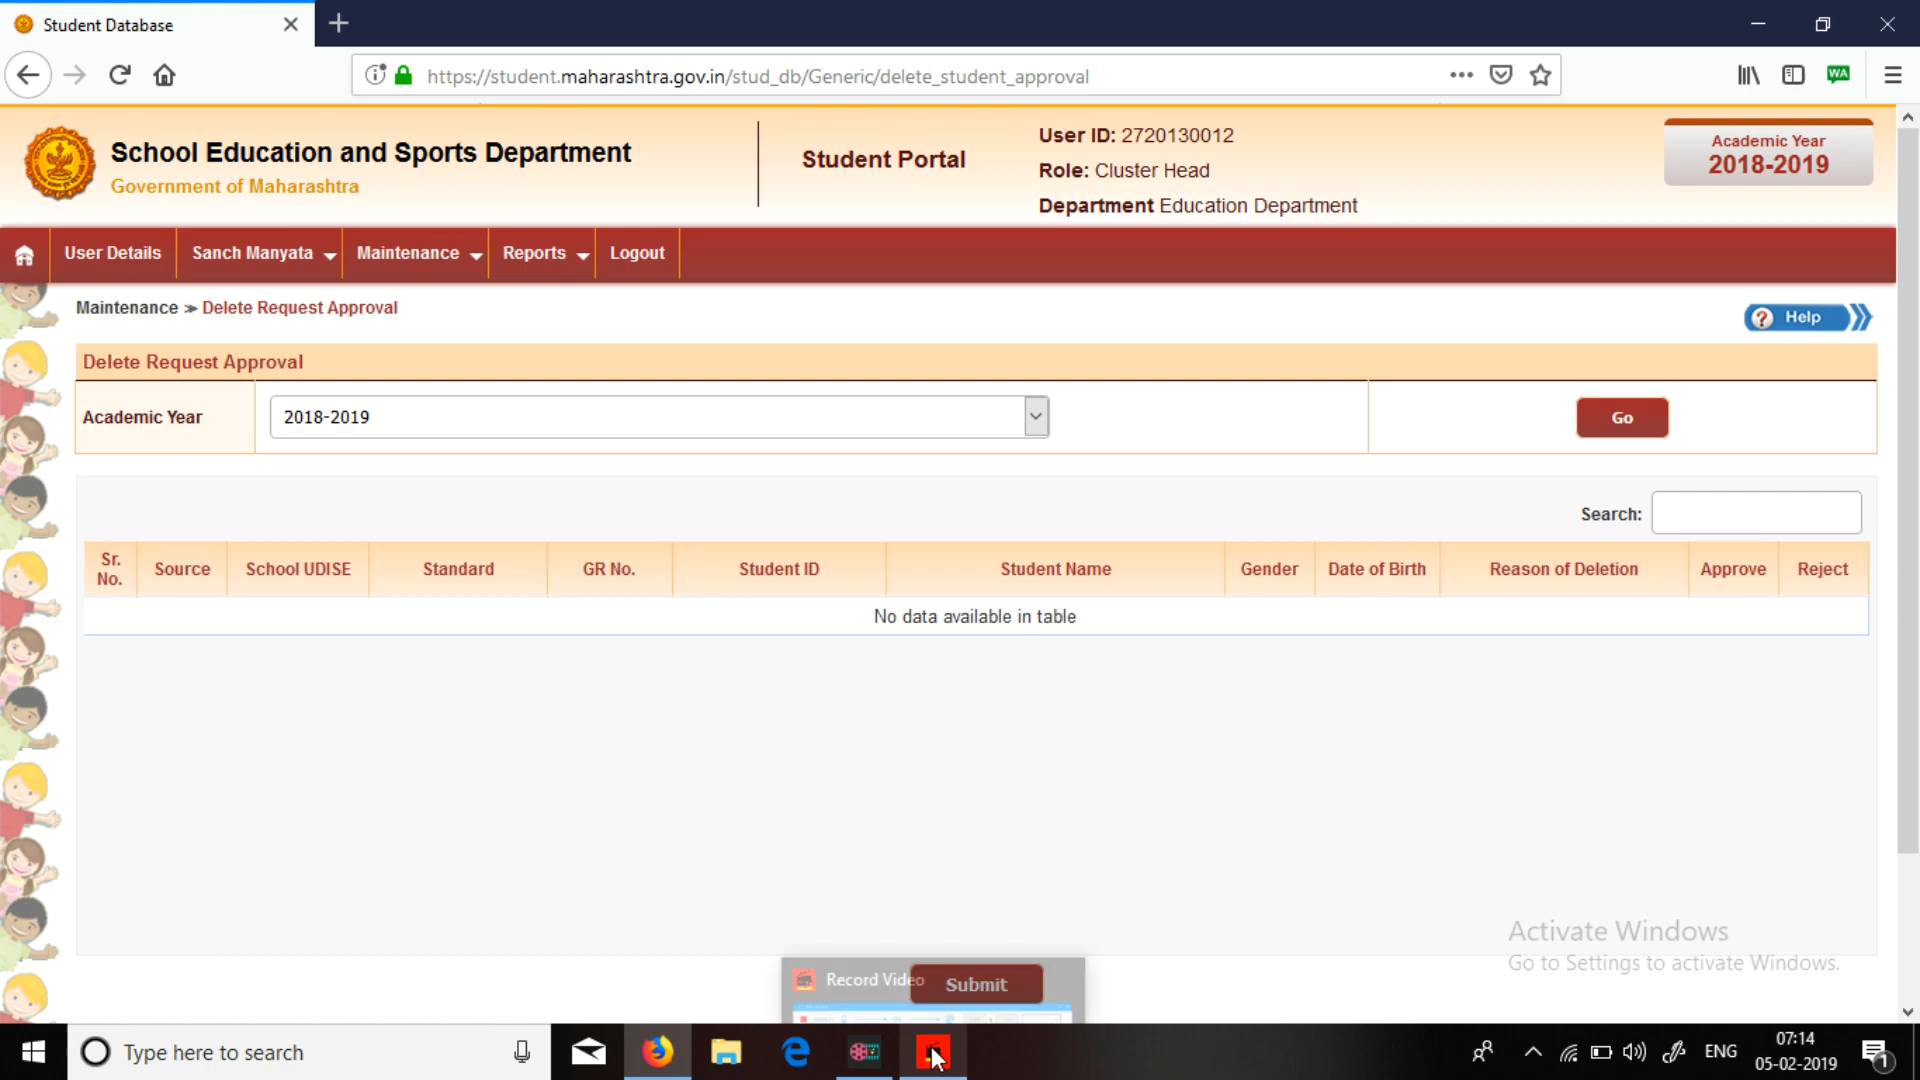 Student Database
https://student.maharashtra.gov.in/stud_db/Generic/delete_student_approval
WA
School Education and Sports Department
Government of Maharashtra
Student Portal
User ID: 2720130012
Role: Cluster Head
Department Education Department
Academic Year
2018-2019
User Details Sanch Manyata Maintenance Reports Logout
Maintenance >> Delete Request Approval
? Help
Delete Request Approval
Academic Year 2018-2019 Go
Search:
Sr. No. Source School UDISE Standard GR No. Student ID Student Name Gender Date of Birth Reason of Deletion Approve Reject
No data available in table
Activate Windows
Go to Settings to activate Windows.
Record Video
Submit
Type here to search
ENG
07:14
05-02-2019
1